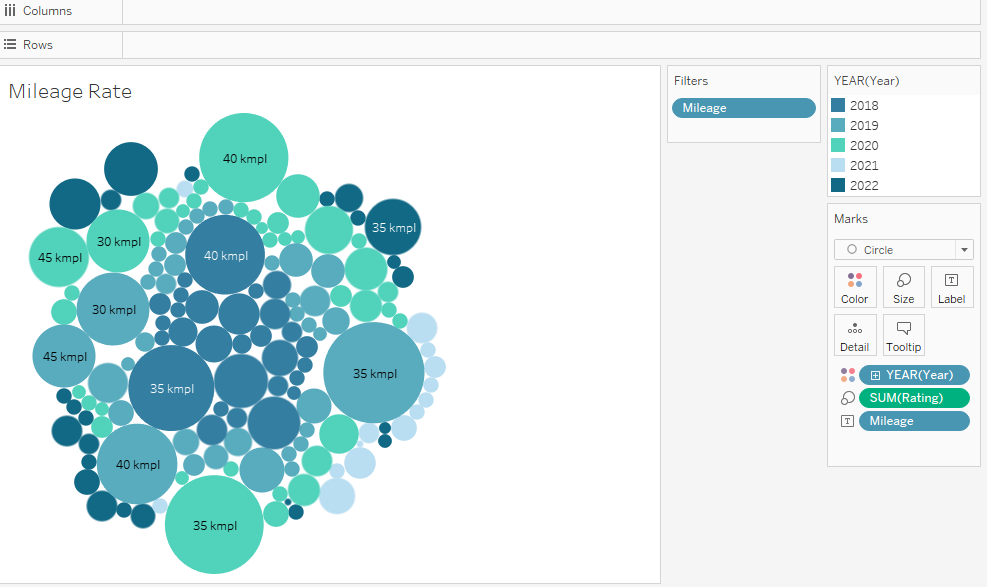 Columns
Rows
Mileage Rate
40 kmpl
35 kmpl
30 kmpl
45 kmpl
40 kmpl
30 kmpl
45 kmpl
35 kmpl
35 kmpl
40 kmpl
35 kmpl
Filters
Mileage
YEAR(Year)
2018
2019
2020
2021
2022
Marks
Circle
Color
Size
Label
Detail
Tooltip
YEAR(Year)
SUM(Rating)
Mileage